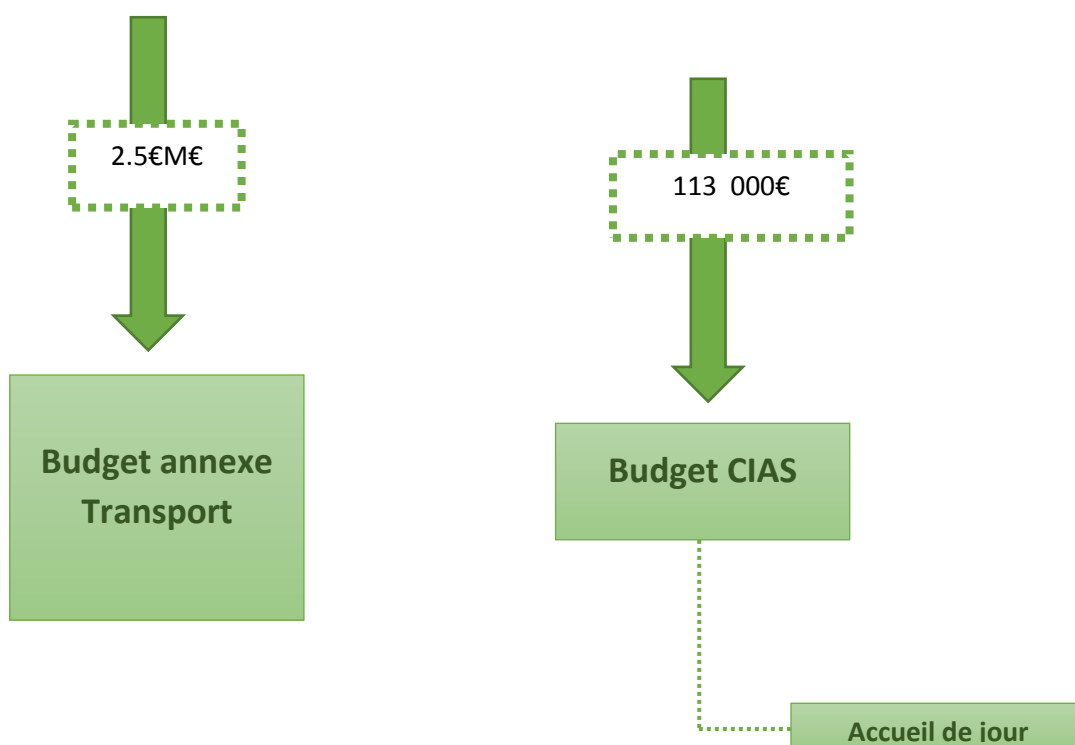 2.5€M€
113 000€
Budget annexe
Transport
Budget CIAS
Accueil de jour